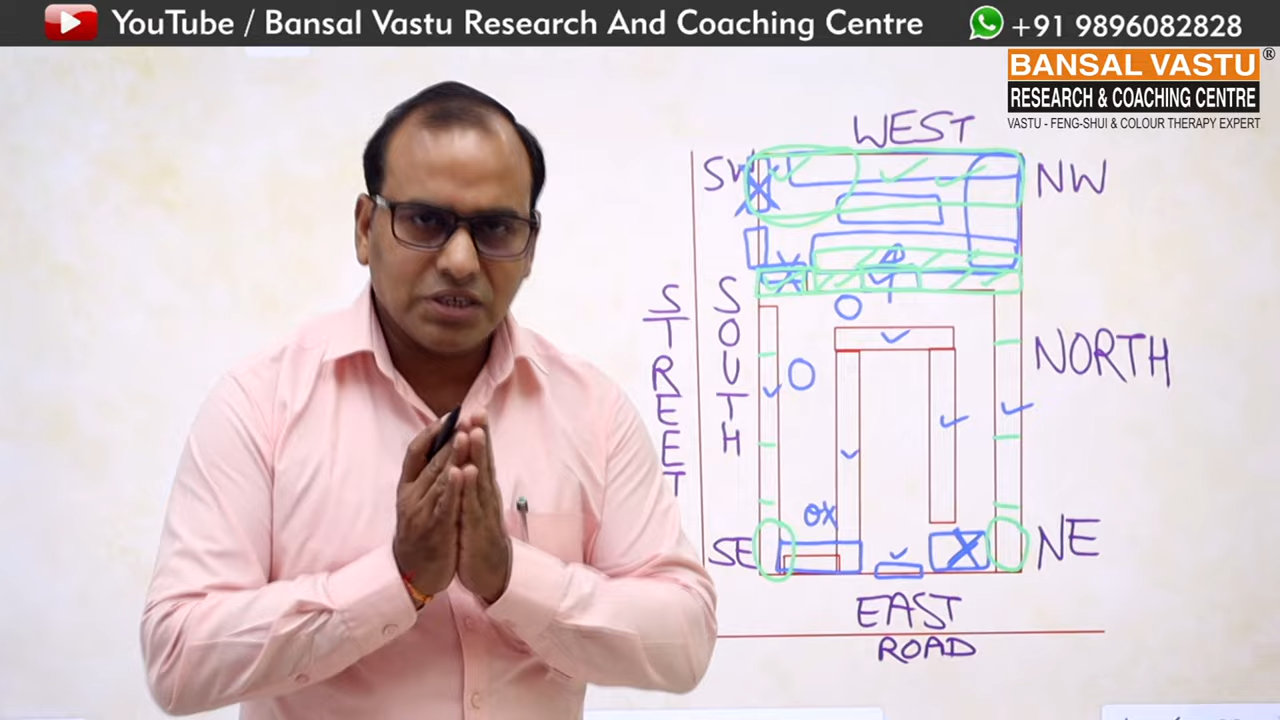 YouTube / Bansal Vastu Research And Coaching Centre
+91 9896082828
BANSAL VASTU ®
RESEARCH & COACHING CENTRE
VASTU - FENG-SHUI & COLOUR THERAPY EXPERT
WEST
SW
NW
STREET
SOUTH
NORTH
SE
NE
EAST
ROAD